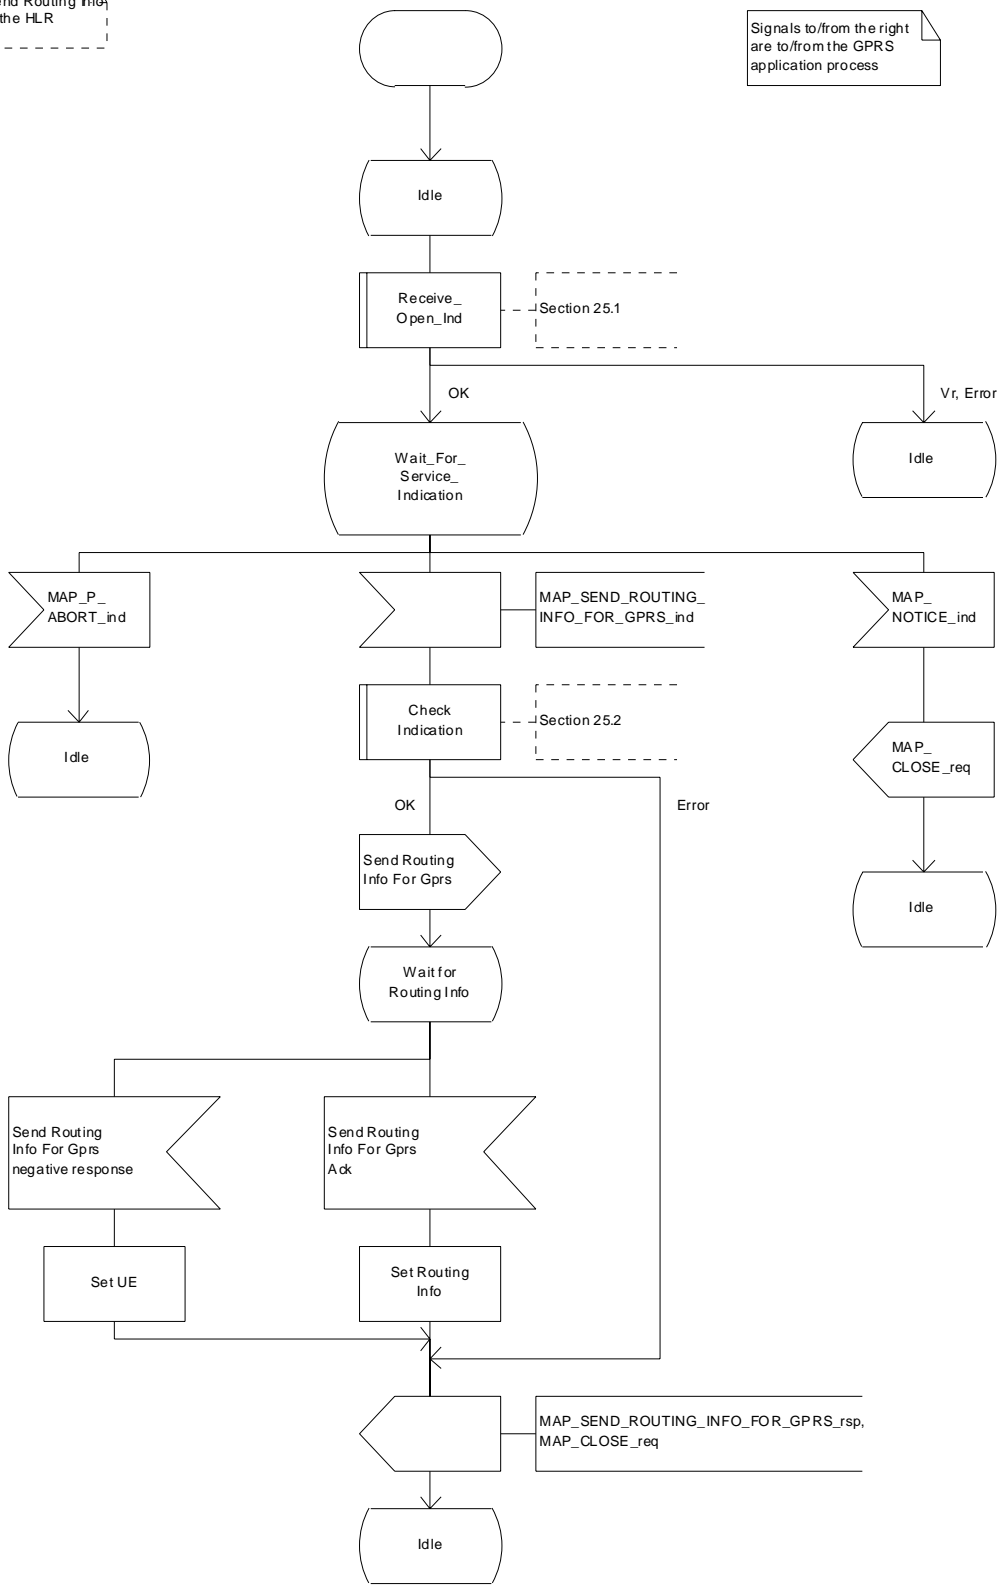 Send Routing Info
the HLR
Signals to/from the right
are to/from the GPRS
application process
Idle
Receive_
Open_Ind
Section 25.1
OK
Vr, Error
Wait_For_
Service_
Indication
Idle
MAP_P_
ABORT_ind
MAP_SEND_ROUTING_
INFO_FOR_GPRS_ind
MAP_
NOTICE_ind
Idle
Check
Indication
Section 25.2
MAP_
CLOSE_req
OK
Error
Send Routing
Info For Gprs
Idle
Wait for
Routing Info
Send Routing
Info For Gprs
negative response
Send Routing
Info For Gprs
Ack
Set UE
Set Routing
Info
MAP_SEND_ROUTING_INFO_FOR_GPRS_rsp,
MAP_CLOSE_req
Idle